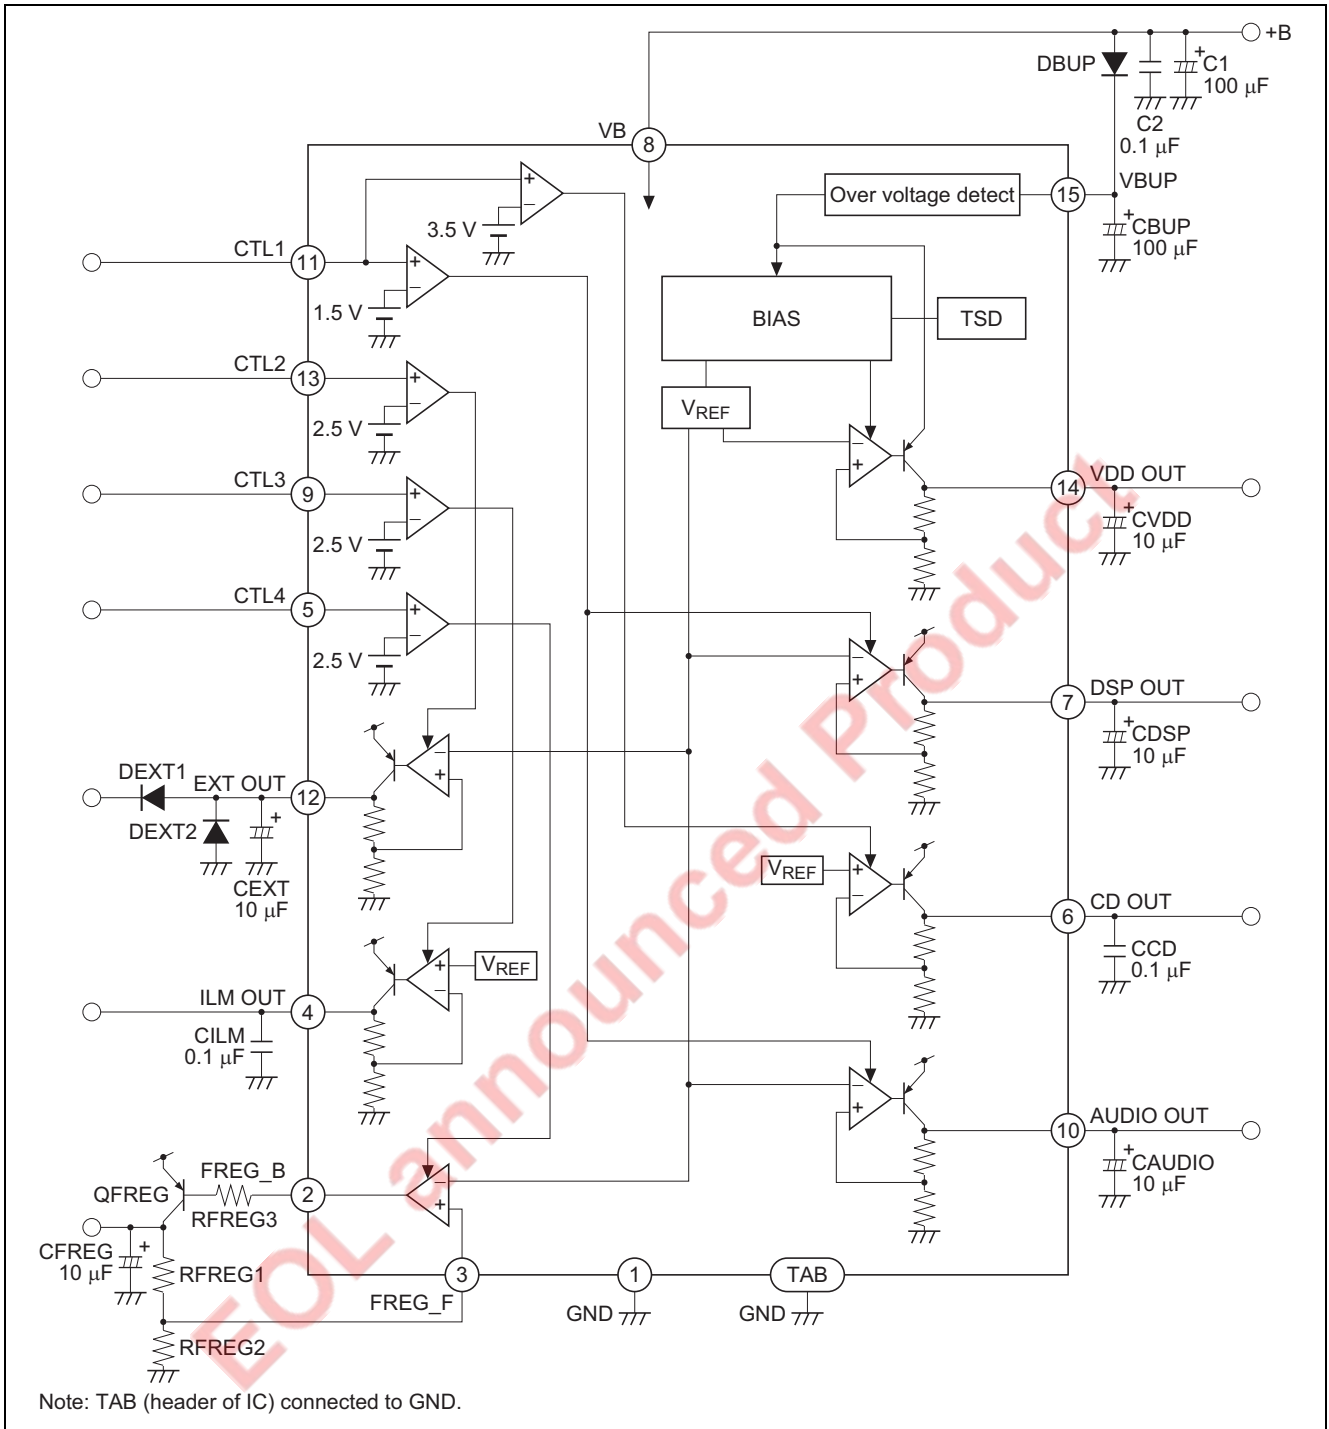 +B
DBUP
+
C1
100 µF
C2
0.1 µF
VB
8
VBUP
15
Over voltage detect
+
CBUP
100 µF
+
−
3.5 V
CTL1
11
+
−
1.5 V
BIAS
TSD
CTL2
13
+
−
2.5 V
VREF
−
+
CTL3
9
+
−
2.5 V
VDD OUT
14
+
CVDD
10 µF
CTL4
5
+
−
2.5 V
−
+
DSP OUT
7
+
CDSP
10 µF
−
+
DEXT1
EXT OUT
12
DEXT2
+
CEXT
10 µF
VREF
+
−
CD OUT
6
CCD
0.1 µF
+
−
VREF
ILM OUT
4
CILM
0.1 µF
−
+
AUDIO OUT
10
+
CAUDIO
10 µF
FREG_B
QFREG
2
RFREG3
−
+
CFREG
+
10 µF
RFREG1
3
FREG_F
1
GND
TAB
GND
RFREG2
EOL announced Product
Note: TAB (header of IC) connected to GND.